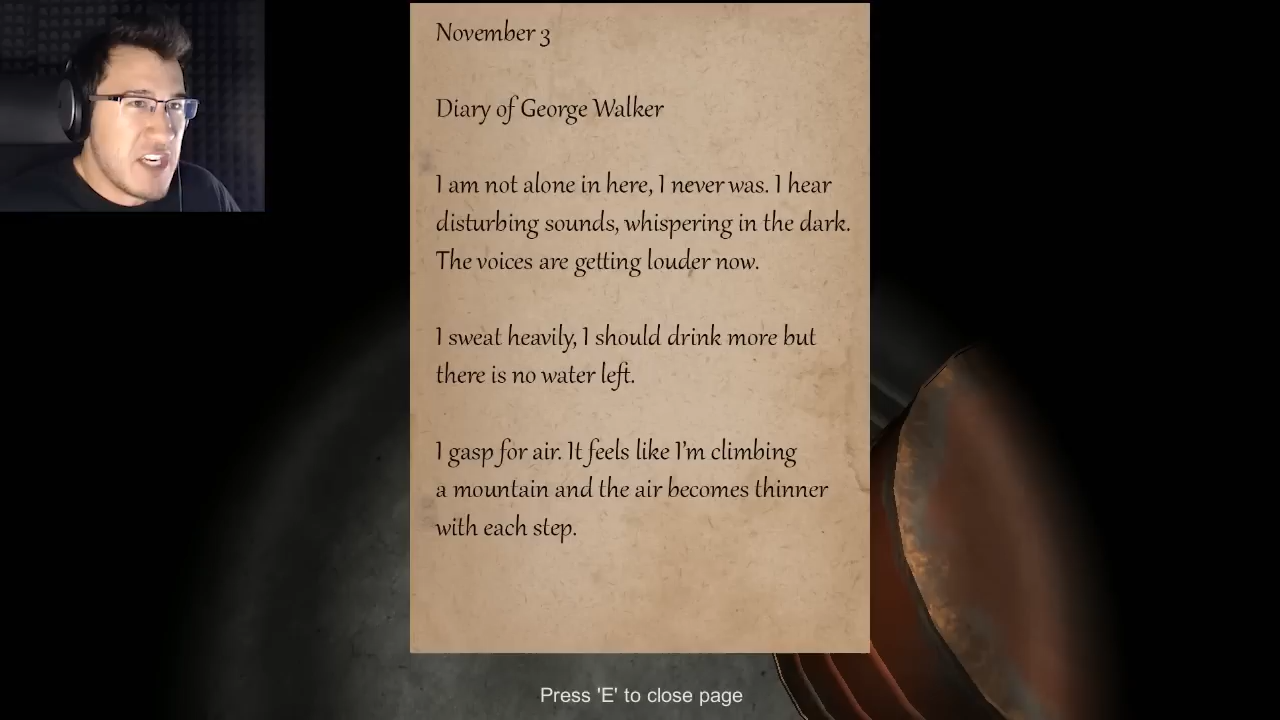 November 3
Diary of George Walker
I am not alone in here, I never was. I hear
disturbing sounds, whispering in the dark.
The voices are getting louder now.
I sweat heavily, I should drink more but
there is no water left.
I gasp for air. It feels like I'm climbing
a mountain and the air becomes thinner
with each step.
Press 'E' to close page